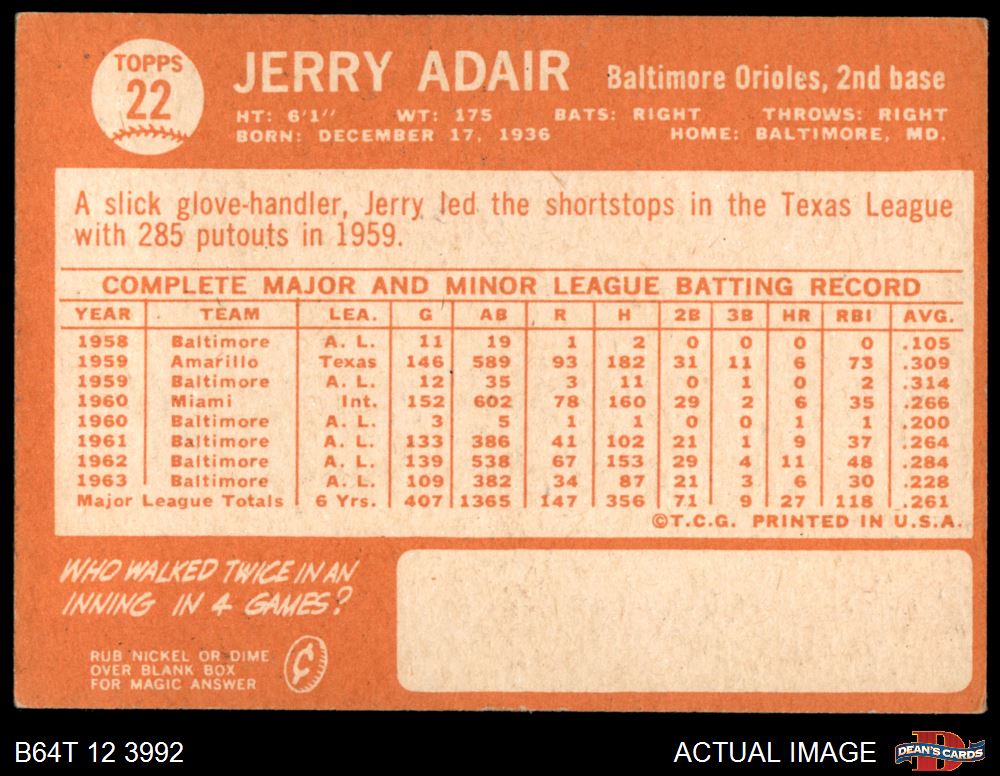 TOPPS
22
JERRY ADAIR Baltimore Orioles, 2nd base
HT: 6'1" WT: 175 BATS: RIGHT THROWS: RIGHT
BORN: DECEMBER 17, 1936 HOME: BALTIMORE, MD.
A slick glove-handler, Jerry led the shortstops in the Texas League
with 285 putouts in 1959.
COMPLETE MAJOR AND MINOR LEAGUE BATTING RECORD
YEAR TEAM LEA. G AB R H 2B 3B HR RBI AVG.
1958 Baltimore A. L. 11 19 1 2 0 0 0 0 .105
1959 Amarillo Texas 146 589 93 182 31 11 6 73 .309
1959 Baltimore A. L. 12 35 3 11 0 1 0 2 .314
1960 Miami Int. 152 602 78 160 29 2 6 35 .266
1960 Baltimore A. L. 3 5 1 1 0 0 1 1 .200
1961 Baltimore A. L. 133 386 41 102 21 1 9 37 .264
1962 Baltimore A. L. 139 538 67 153 29 4 11 48 .284
1963 Baltimore A. L. 109 382 34 87 21 3 6 30 .228
Major League Totals 6 Yrs. 407 1365 147 356 71 9 27 118 .261
©T.C.G. PRINTED IN U.S.A.
WHO WALKED TWICE IN AN
INNING IN 4 GAMES?
RUB NICKEL OR DIME
OVER BLANK BOX
FOR MAGIC ANSWER
¢
B64T 12 3992 ACTUAL IMAGE D DEAN'S CARDS